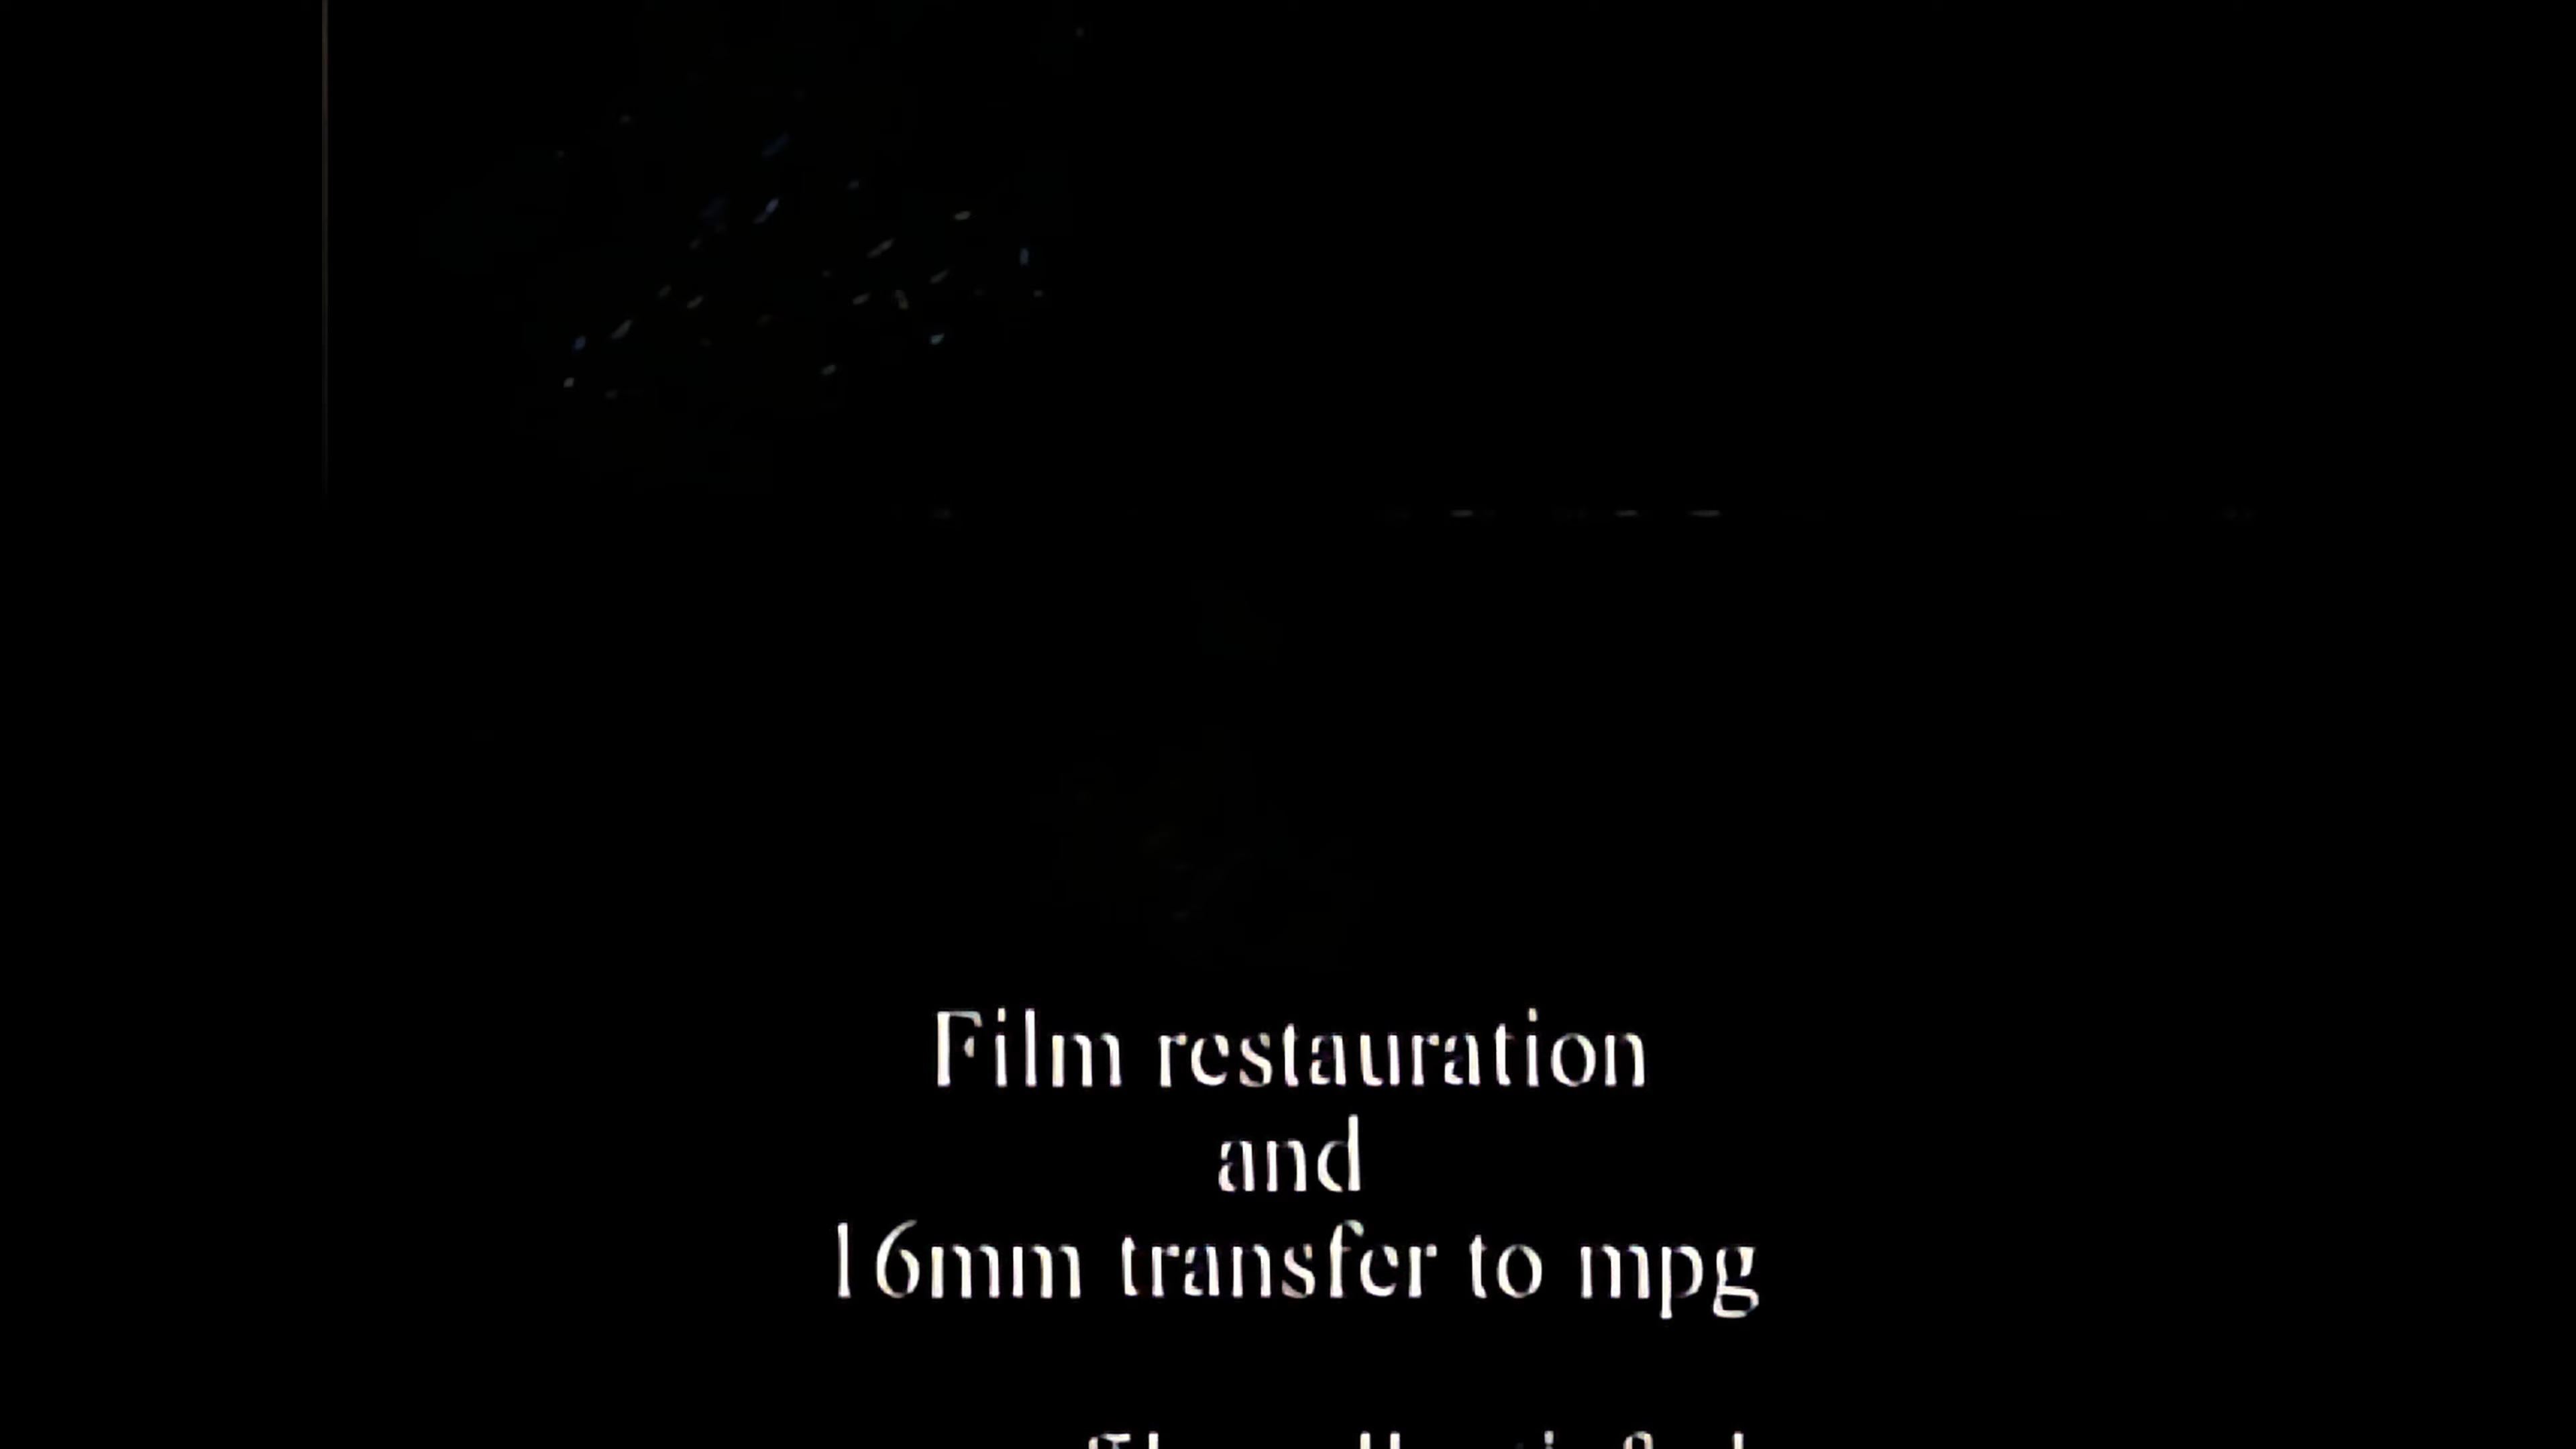 Film restauration
and
16mm transfer to mpg